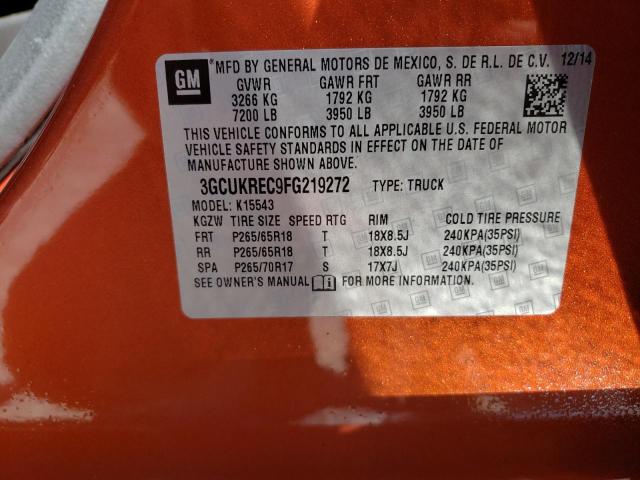 GM ® MFD BY GENERAL MOTORS DE MEXICO, S. DE R.L. DE C.V. 12/14
GVWR GAWR FRT GAWR RR
3266 KG 1792 KG 1792 KG
7200 LB 3950 LB 3950 LB
THIS VEHICLE CONFORMS TO ALL APPLICABLE U.S. FEDERAL MOTOR
VEHICLE SAFETY STANDARDS IN EFFECT ON THE DATE OF
MANUFACTURE SHOWN ABOVE.
3GCUKREC9FG219272 TYPE: TRUCK
MODEL: K15543
KGZW TIRE SIZE SPEED RTG RIM COLD TIRE PRESSURE
FRT P265/65R18 T 18X8.5J 240KPA(35PSI)
RR P265/65R18 T 18X8.5J 240KPA(35PSI)
SPA P265/70R17 S 17X7J 240KPA(35PSI)
SEE OWNER'S MANUAL FOR MORE INFORMATION.